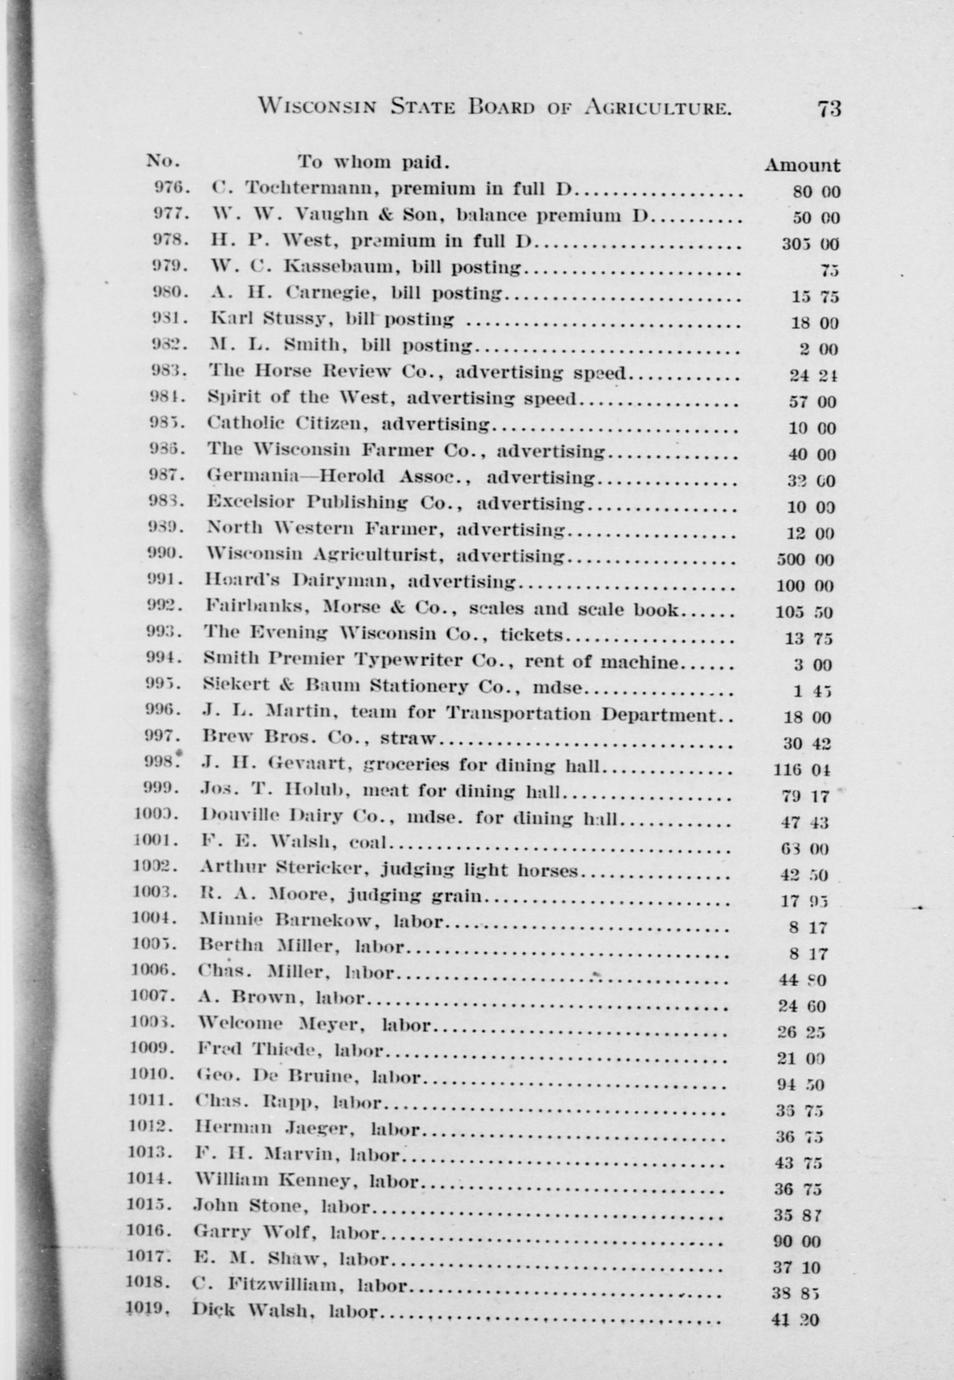 WISCONSIN STATE BOARD OF AGRICULTURE. 73
No. To whom paid. Amount
976. C. Tochtermann, premium in full D.................... 80 00
977. W. W. Vaughn & Son, balance premium D.......... 50 00
978. H. P. West, premium in full D........................ 305 00
979. W. C. Kassebaum, bill posting......................... 75
980. A. H. Carnegie, bill posting............................ 15 75
981. Karl Stussy, bill posting ............................. 18 00
982. M. L. Smith, bill posting............................... 2 00
983. The Horse Review Co., advertising speed............ 24 24
984. Spirit of the West, advertising speed................. 57 00
985. Catholic Citizen, advertising............................ 10 00
986. The Wisconsin Farmer Co., advertising.............. 40 00
987. Germania—Herold Assoc., advertising............... 32 00
988. Excelsior Publishing Co., advertising................ 10 00
989. North Western Farmer, advertising.................. 12 00
990. Wisconsin Agriculturist, advertising.................. 500 00
991. Hoard's Dairyman, advertising........................ 100 00
992. Fairbanks, Morse & Co., scales and scale book...... 105 50
993. The Evening Wisconsin Co., tickets.................. 13 75
994. Smith Premier Typewriter Co., rent of machine...... 3 00
995. Siekert & Baum Stationery Co., mdse............... 1 45
996. J. L. Martin, team for Transportation Department.. 18 00
997. Brew Bros. Co., straw................................. 30 42
998. J. H. Gevaart, groceries for dining hall.............. 116 04
999. Jos. T. Holub, meat for dining hall.................. 79 17
1000. Douville Dairy Co., mdse. for dining hall............ 47 43
1001. F. E. Walsh, coal..................................... 63 00
1002. Arthur Stericker, judging light horses................ 42 50
1003. R. A. Moore, judging grain........................... 17 95
1004. Minnie Barnekow, labor............................... 8 17
1005. Bertha Miller, labor................................... 8 17
1006. Chas. Miller, labor.................................... 44 80
1007. A. Brown, labor....................................... 24 60
1008. Welcome Meyer, labor................................ 26 25
1009. Fred Thiede, labor.................................... 21 00
1010. Geo. De Bruine, labor................................. 94 50
1011. Chas. Rapp, labor..................................... 75
1012. Herman Jaeger, labor................................. 36 75
1013. F. H. Marvin, labor................................... 43 75
1014. William Kenney, labor................................. 36 75
1015. John Stone, labor..................................... 35 87
1016. Garry Wolf, labor..................................... 90 00
1017. E. M. Shaw, labor.................................... 37 10
1018. C. Fitzwilliam, labor.................................. 38 85
1019. Dick Walsh, labor..................................... 41 20